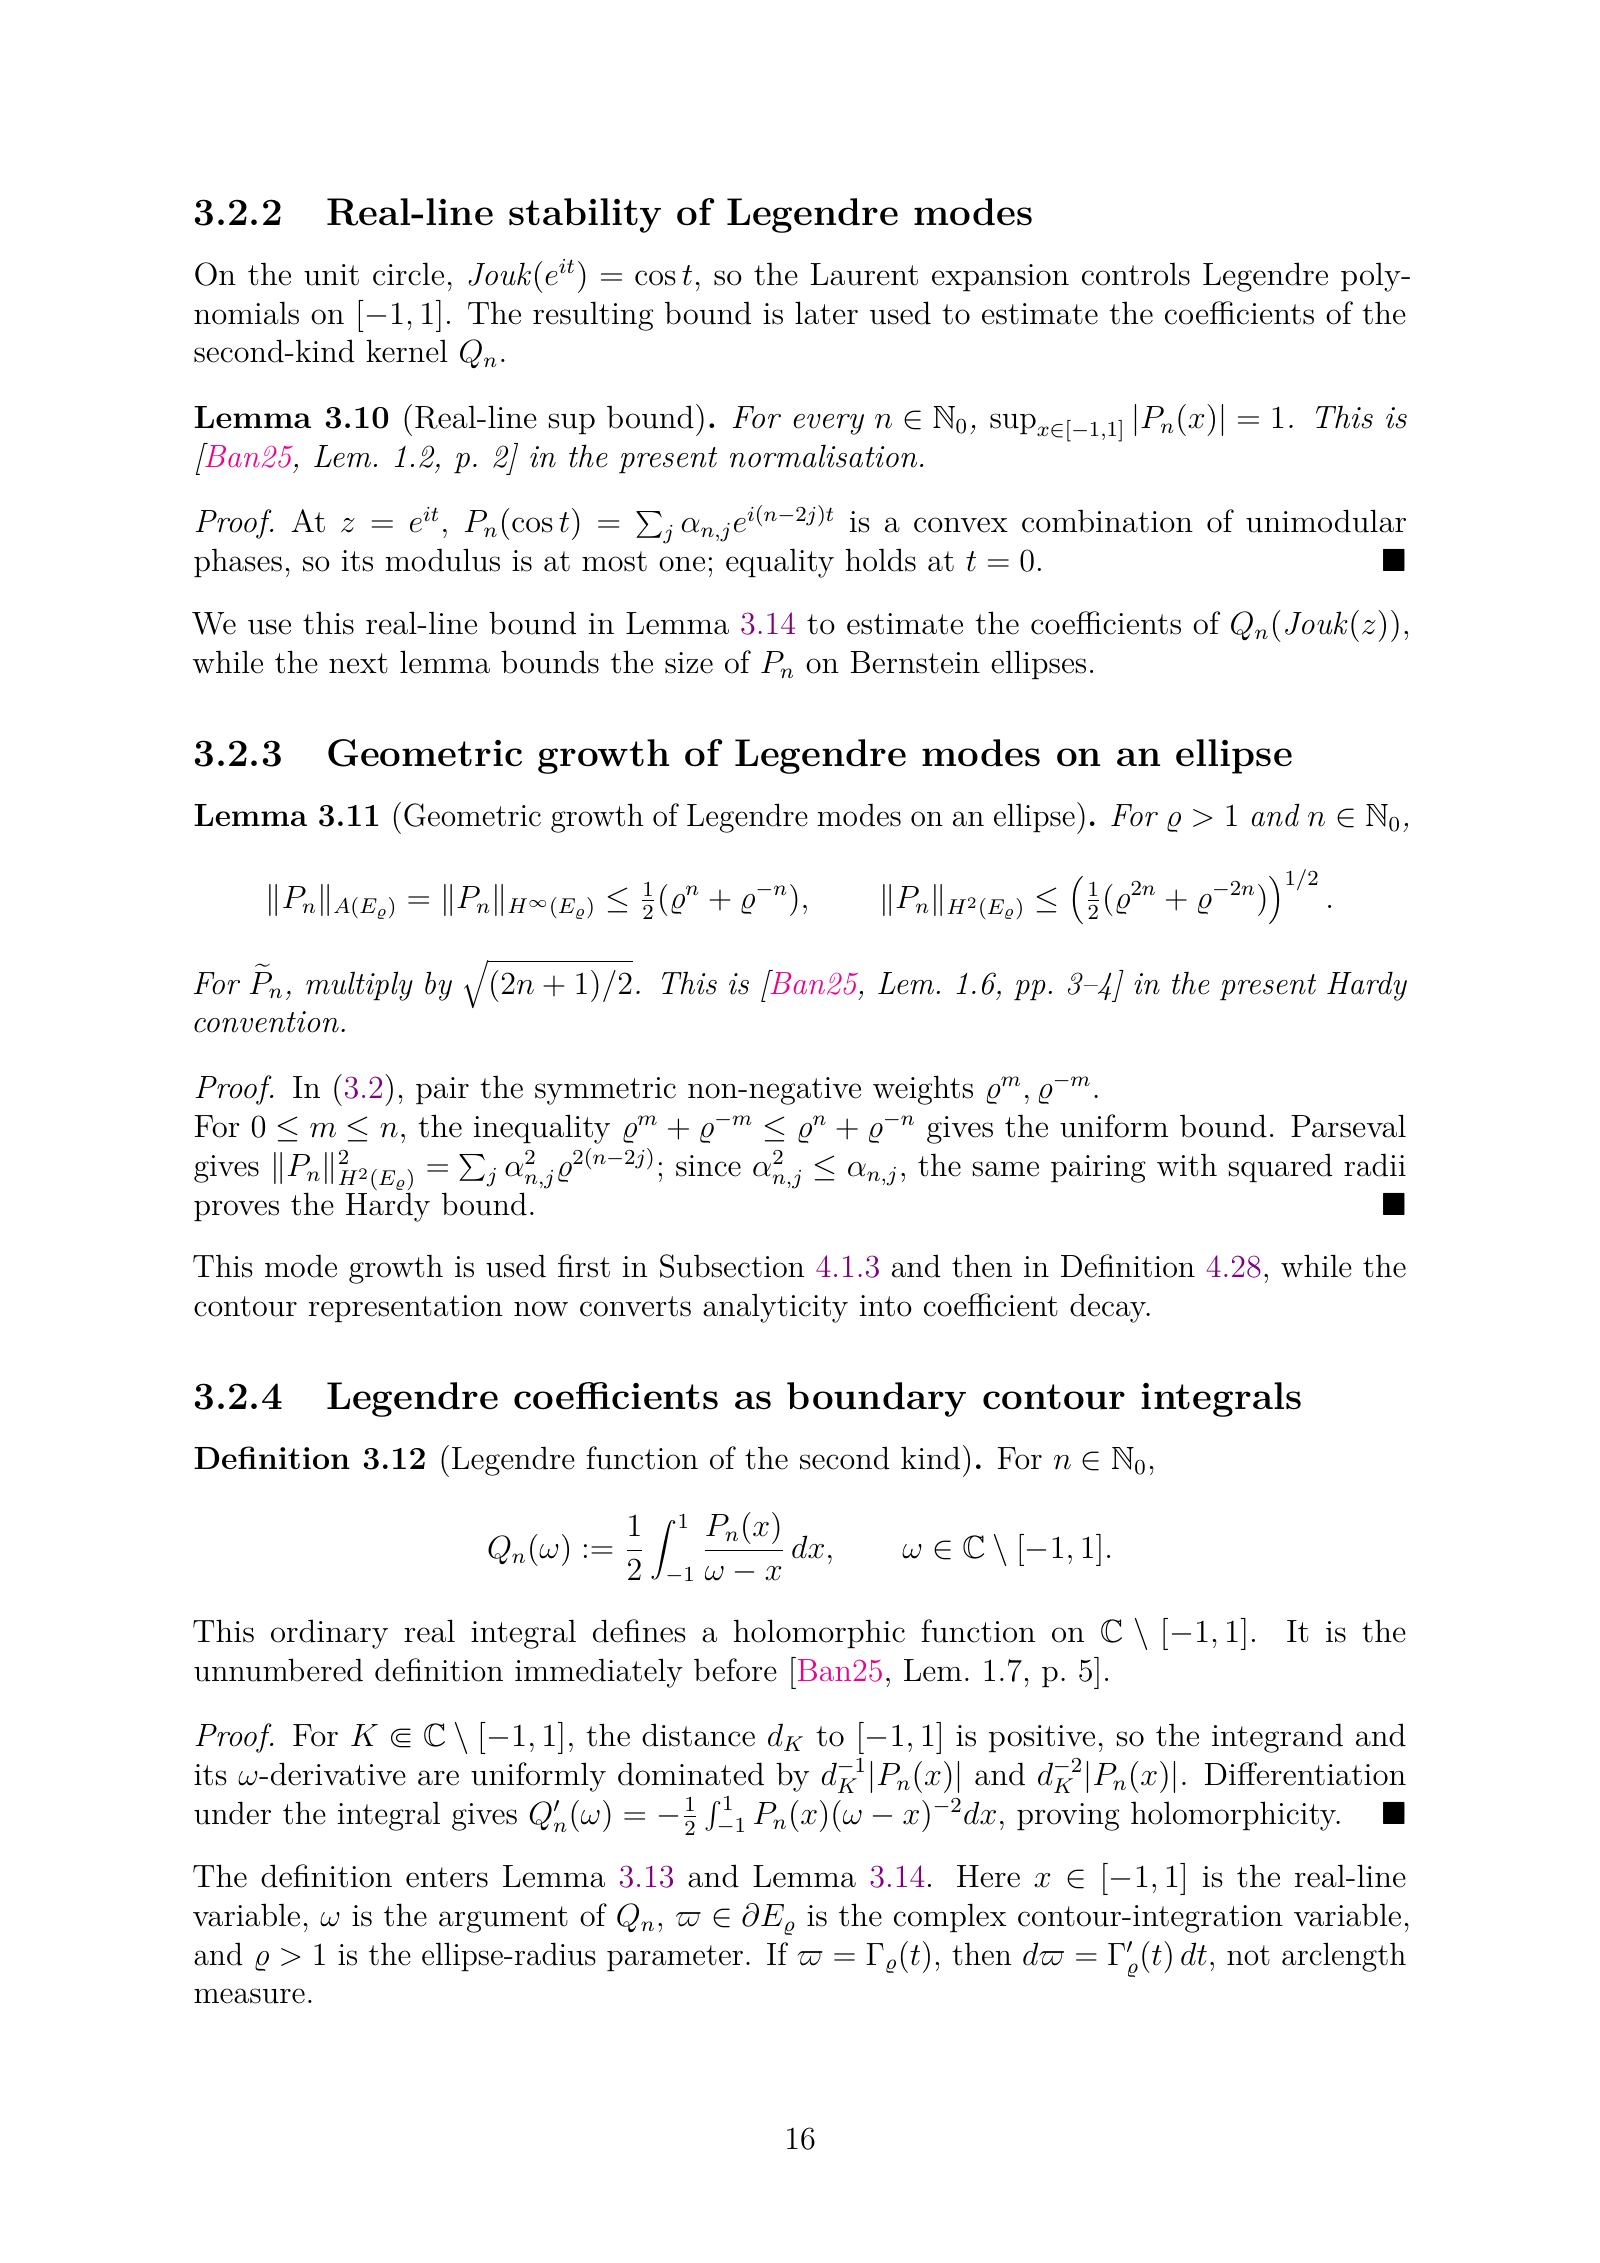 3.2.2 Real-line stability of Legendre modes
On the unit circle, Jouk(e^{it}) = cos t, so the Laurent expansion controls Legendre poly-
nomials on [−1, 1]. The resulting bound is later used to estimate the coefficients of the
second-kind kernel Q_n.
Lemma 3.10 (Real-line sup bound). For every n ∈ ℕ_0, sup_{x∈[−1,1]} |P_n(x)| = 1. This is
[Ban25, Lem. 1.2, p. 2] in the present normalisation.
Proof. At z = e^{it}, P_n(cos t) = ∑_j α_{n,j}e^{i(n−2j)t} is a convex combination of unimodular
phases, so its modulus is at most one; equality holds at t = 0. ■
We use this real-line bound in Lemma 3.14 to estimate the coefficients of Q_n(Jouk(z)),
while the next lemma bounds the size of P_n on Bernstein ellipses.
3.2.3 Geometric growth of Legendre modes on an ellipse
Lemma 3.11 (Geometric growth of Legendre modes on an ellipse). For ϱ > 1 and n ∈ ℕ_0,
‖P_n‖_{A(E_ϱ)} = ‖P_n‖_{H^∞(E_ϱ)} ≤ \frac{1}{2}(ϱ^n + ϱ^{−n}), ‖P_n‖_{H^2(E_ϱ)} ≤ (\frac{1}{2}(ϱ^{2n} + ϱ^{−2n}))^{1/2}.
For \widetilde{P}_n, multiply by \sqrt{(2n + 1)/2}. This is [Ban25, Lem. 1.6, pp. 3–4] in the present Hardy
convention.
Proof. In (3.2), pair the symmetric non-negative weights ϱ^m, ϱ^{−m}.
For 0 ≤ m ≤ n, the inequality ϱ^m + ϱ^{−m} ≤ ϱ^n + ϱ^{−n} gives the uniform bound. Parseval
gives ‖P_n‖^2_{H^2(E_ϱ)} = ∑_j α^2_{n,j}ϱ^{2(n−2j)}; since α^2_{n,j} ≤ α_{n,j}, the same pairing with squared radii
proves the Hardy bound. ■
This mode growth is used first in Subsection 4.1.3 and then in Definition 4.28, while the
contour representation now converts analyticity into coefficient decay.
3.2.4 Legendre coefficients as boundary contour integrals
Definition 3.12 (Legendre function of the second kind). For n ∈ ℕ_0,
Q_n(ω) := \frac{1}{2} ∫_{−1}^{1} \frac{P_n(x)}{ω − x} dx, ω ∈ ℂ \ [−1, 1].
This ordinary real integral defines a holomorphic function on ℂ \ [−1, 1]. It is the
unnumbered definition immediately before [Ban25, Lem. 1.7, p. 5].
Proof. For K ⋐ ℂ \ [−1, 1], the distance d_K to [−1, 1] is positive, so the integrand and
its ω-derivative are uniformly dominated by d_K^{−1}|P_n(x)| and d_K^{−2}|P_n(x)|. Differentiation
under the integral gives Q′_n(ω) = −\frac{1}{2} ∫_{−1}^{1} P_n(x)(ω − x)^{−2}dx, proving holomorphicity. ■
The definition enters Lemma 3.13 and Lemma 3.14. Here x ∈ [−1, 1] is the real-line
variable, ω is the argument of Q_n, ϖ ∈ ∂E_ϱ is the complex contour-integration variable,
and ϱ > 1 is the ellipse-radius parameter. If ϖ = Γ_ϱ(t), then dϖ = Γ′_ϱ(t) dt, not arclength
measure.
16